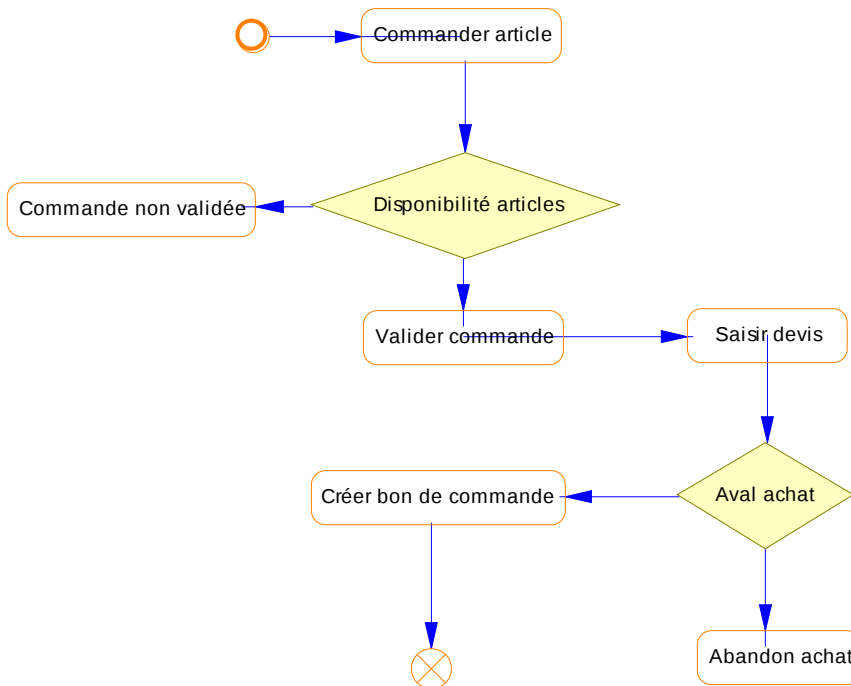 Commander article
Disponibilité articles
Commande non validée
Valider commande
Saisir devis
Aval achat
Créer bon de commande
Abandon achat